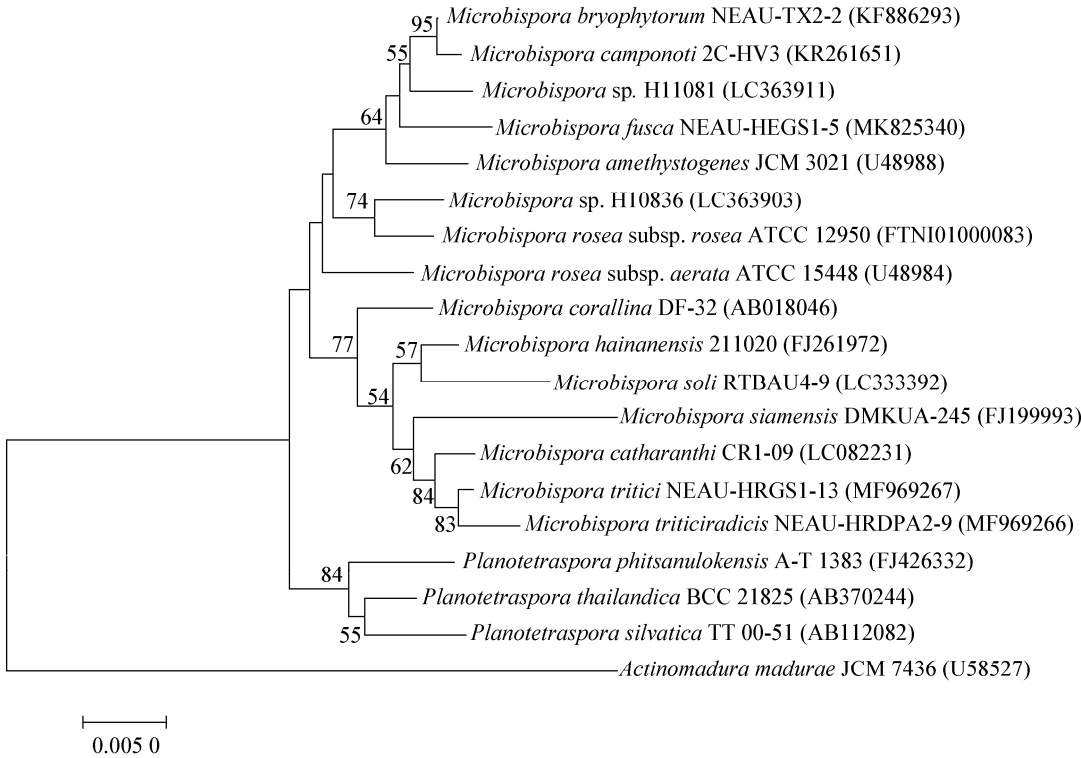 95
Microbispora bryophytorum NEAU-TX2-2 (KF886293)
55
Microbispora camponoti 2C-HV3 (KR261651)
Microbispora sp. H11081 (LC363911)
64
Microbispora fusca NEAU-HEGS1-5 (MK825340)
Microbispora amethystogenes JCM 3021 (U48988)
74
Microbispora sp. H10836 (LC363903)
Microbispora rosea subsp. rosea ATCC 12950 (FTNI01000083)
Microbispora rosea subsp. aerata ATCC 15448 (U48984)
Microbispora corallina DF-32 (AB018046)
77
57
Microbispora hainanensis 211020 (FJ261972)
Microbispora soli RTBAU4-9 (LC333392)
54
Microbispora siamensis DMKUA-245 (FJ199993)
Microbispora catharanthi CR1-09 (LC082231)
62
Microbispora tritici NEAU-HRGS1-13 (MF969267)
84
83
Microbispora triticiradicis NEAU-HRDPA2-9 (MF969266)
Planotetraspora phitsanulokensis A-T 1383 (FJ426332)
84
Planotetraspora thailandica BCC 21825 (AB370244)
55
Planotetraspora silvatica TT 00-51 (AB112082)
Actinomadura madurae JCM 7436 (U58527)
0.005 0